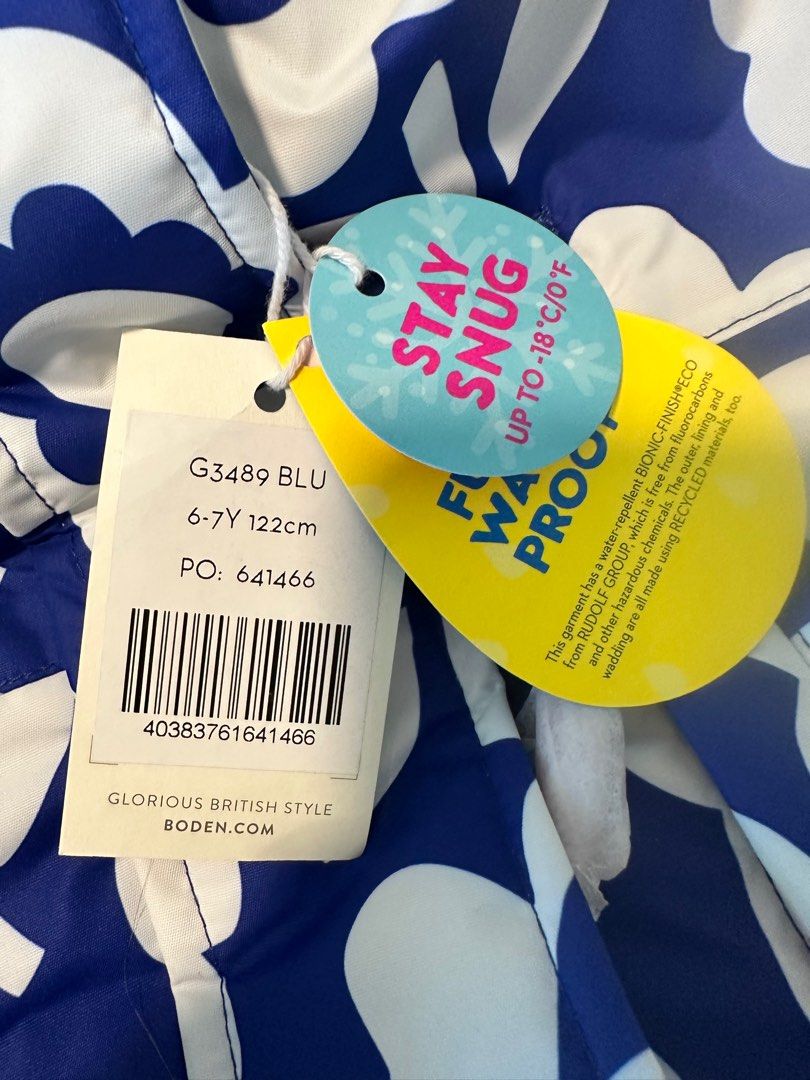 STAY
SNUG
UP TO -18°C/0°F
WA
PROOF
This garment has a water-repellent BIONIC-FINISH®ECO
from RUDOLF GROUP, which is free from fluorocarbons
and other hazardous chemicals. The outer, lining and
wadding are all made using RECYCLED materials, too.
G3489 BLU
6-7Y 122cm
PO: 641466
40383761641466
GLORIOUS BRITISH STYLE
BODEN.COM